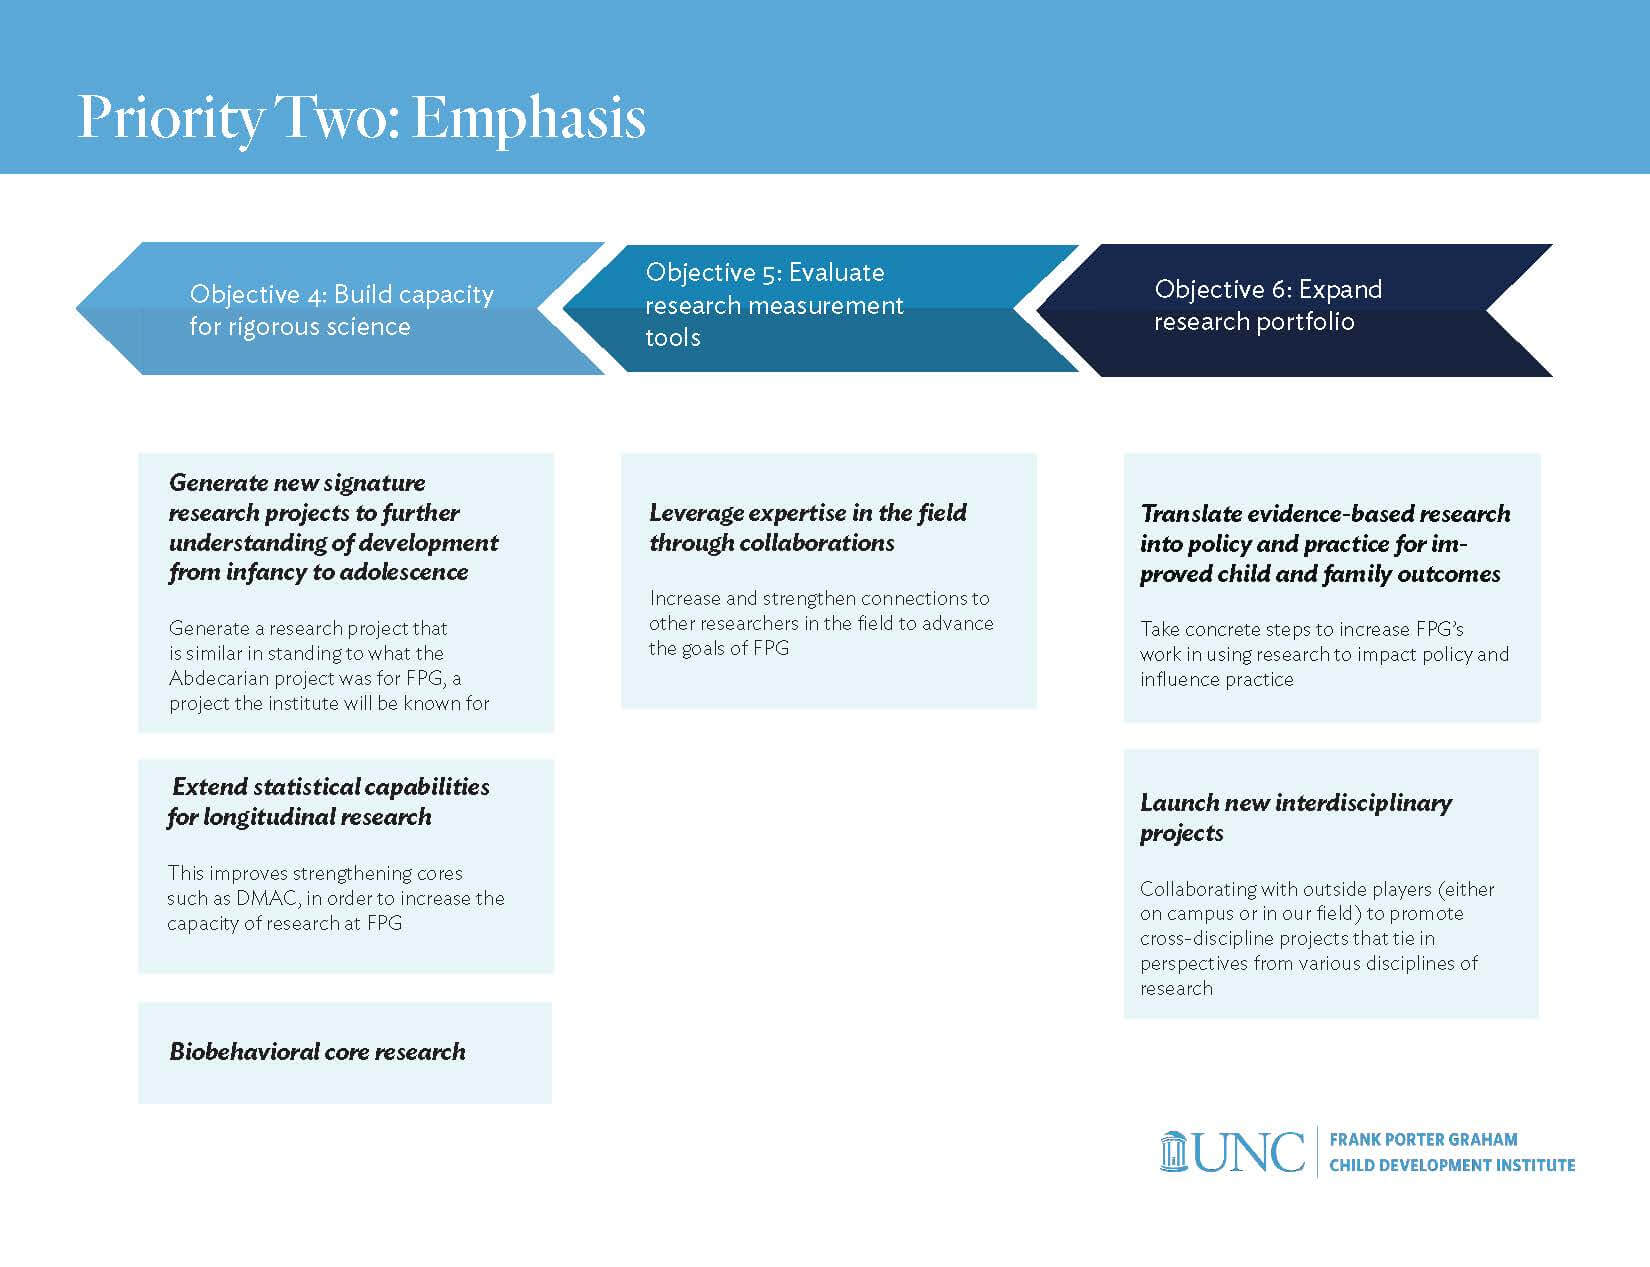 Priority Two: Emphasis
Objective 4: Build capacity
for rigorous science
Objective 5: Evaluate
research measurement
tools
Objective 6: Expand
research portfolio
Generate new signature
research projects to further
understanding of development
from infancy to adolescence
Generate a research project that
is similar in standing to what the
Abdecarian project was for FPG, a
project the institute will be known for
Extend statistical capabilities
for longitudinal research
This improves strengthening cores
such as DMAC, in order to increase the
capacity of research at FPG
Biobehavioral core research
Leverage expertise in the field
through collaborations
Increase and strengthen connections to
other researchers in the field to advance
the goals of FPG
Translate evidence-based research
into policy and practice for im-
proved child and family outcomes
Take concrete steps to increase FPG’s
work in using research to impact policy and
influence practice
Launch new interdisciplinary
projects
Collaborating with outside players (either
on campus or in our field) to promote
cross-discipline projects that tie in
perspectives from various disciplines of
research
UNC
FRANK PORTER GRAHAM
CHILD DEVELOPMENT INSTITUTE